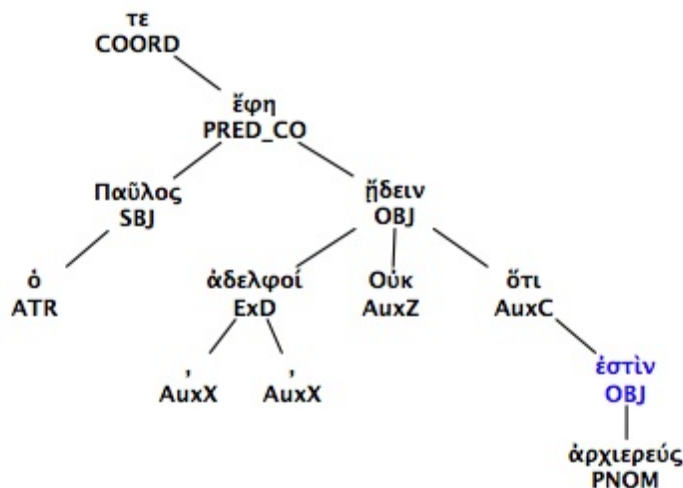 τε
COORD
ἔφη
PRED_CO
Παῦλος
SBJ
ᾔδειν
OBJ
ὁ
ATR
ἀδελφοί
ExD
Οὐκ
AuxZ
ὅτι
AuxC
,
AuxX
,
AuxX
ἐστὶν
OBJ
ἀρχιερεύς
PNOM